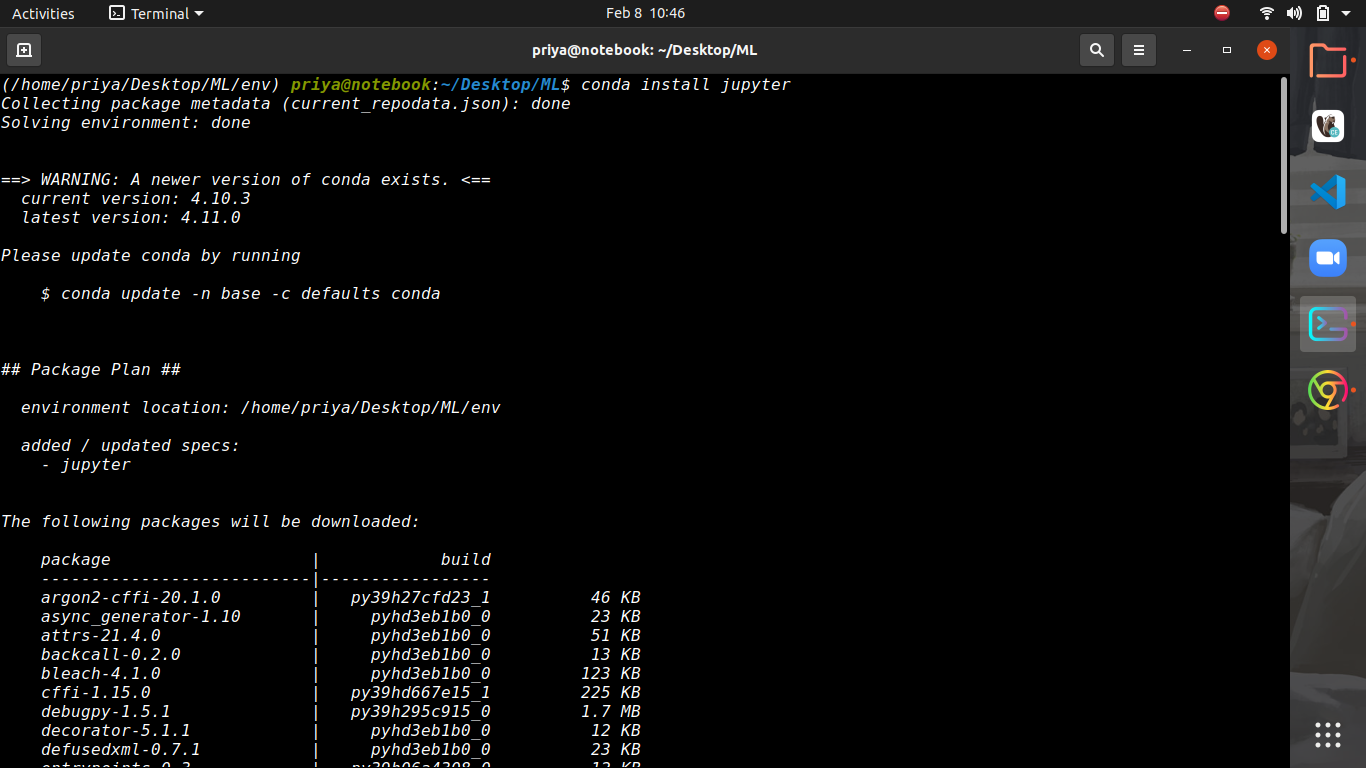 Activities Terminal Feb 8 10:46
priya@notebook: ~/Desktop/ML
(/home/priya/Desktop/ML/env) priya@notebook:~/Desktop/ML$ conda install jupyter
Collecting package metadata (current_repodata.json): done
Solving environment: done
==> WARNING: A newer version of conda exists. <==
  current version: 4.10.3
  latest version: 4.11.0
Please update conda by running
    $ conda update -n base -c defaults conda
## Package Plan ##
  environment location: /home/priya/Desktop/ML/env
  added / updated specs:
    - jupyter
The following packages will be downloaded:
    package                    |            build
    ---------------------------|-----------------
    argon2-cffi-20.1.0         |   py39h27cfd23_1          46 KB
    async_generator-1.10       |     pyhd3eb1b0_0          23 KB
    attrs-21.4.0               |     pyhd3eb1b0_0          51 KB
    backcall-0.2.0             |     pyhd3eb1b0_0          13 KB
    bleach-4.1.0               |     pyhd3eb1b0_0         123 KB
    cffi-1.15.0                |   py39hd667e15_1         225 KB
    debugpy-1.5.1              |   py39h295c915_0         1.7 MB
    decorator-5.1.1            |     pyhd3eb1b0_0          12 KB
    defusedxml-0.7.1           |     pyhd3eb1b0_0          23 KB